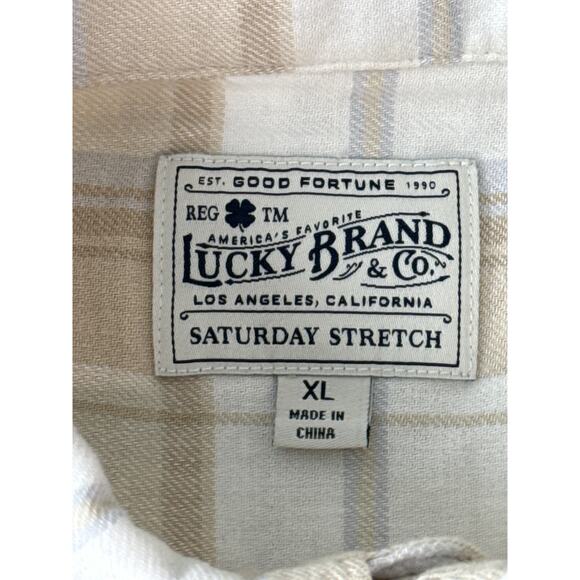 EST. GOOD FORTUNE 1990
REG TM
AMERICA'S FAVORITE
LUCKY BRAND & CO.
LOS ANGELES, CALIFORNIA
SATURDAY STRETCH
XL
MADE IN
CHINA